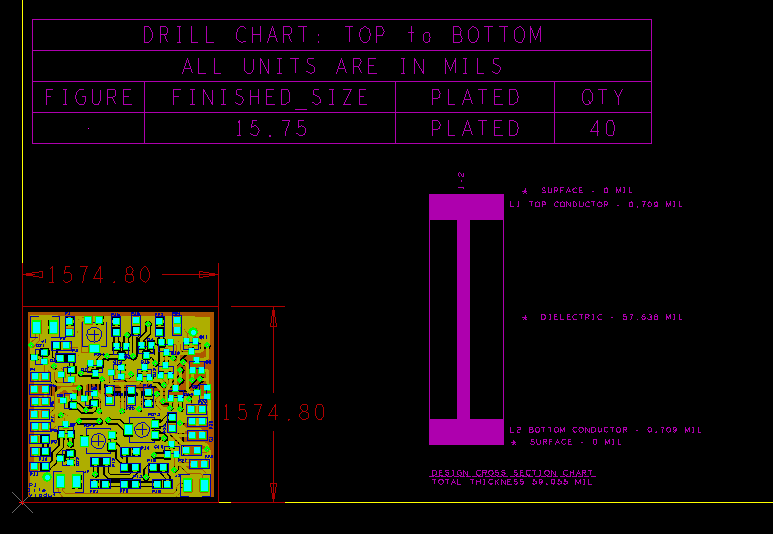 DRILL CHART: TOP to BOTTOM
ALL UNITS ARE IN MILS
FIGURE FINISHED_SIZE PLATED QTY
· 15.75 PLATED 40
1-2
* SURFACE - 0 MIL
L1 TOP CONDUCTOR - 0.709 MIL
1574.80
* DIELECTRIC - 57.638 MIL
1574.80
L2 BOTTOM CONDUCTOR - 0.709 MIL
* SURFACE - 0 MIL
DESIGN CROSS SECTION CHART
TOTAL THICKNESS 59.055 MIL